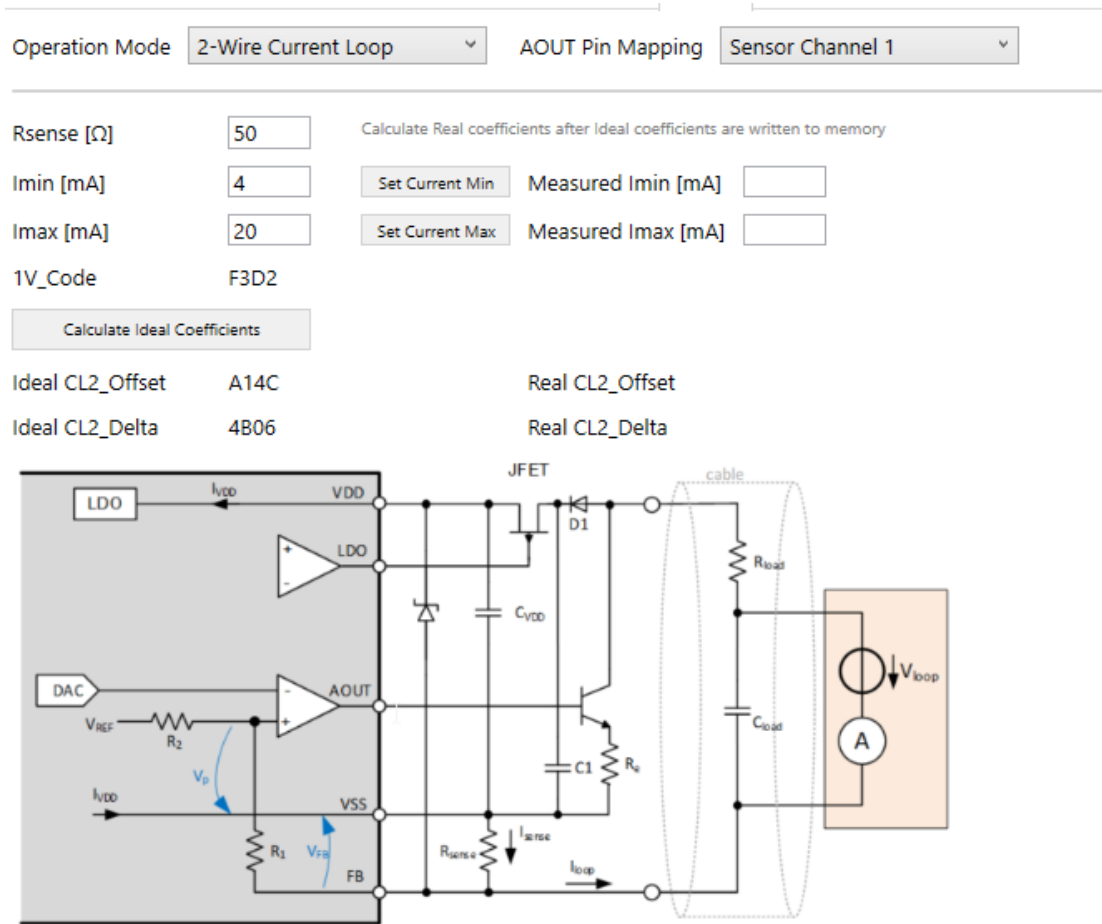 Operation Mode 2-Wire Current Loop AOUT Pin Mapping Sensor Channel 1
Rsense [Ω] 50 Calculate Real coefficients after Ideal coefficients are written to memory
Imin [mA] 4 Set Current Min Measured Imin [mA]
Imax [mA] 20 Set Current Max Measured Imax [mA]
1V_Code F3D2
Calculate Ideal Coefficients
Ideal CL2_Offset A14C Real CL2_Offset
Ideal CL2_Delta 4B06 Real CL2_Delta
JFET
cable
LDO IVDD VDD
D1
+ LDO
-
Rload
CVDD
DAC - AOUT
Vloop
VREF +
R2
Cload
A
Vp
C1 Re
IVDD VSS
Isense
R1 VFB Rsense
Iloop
FB